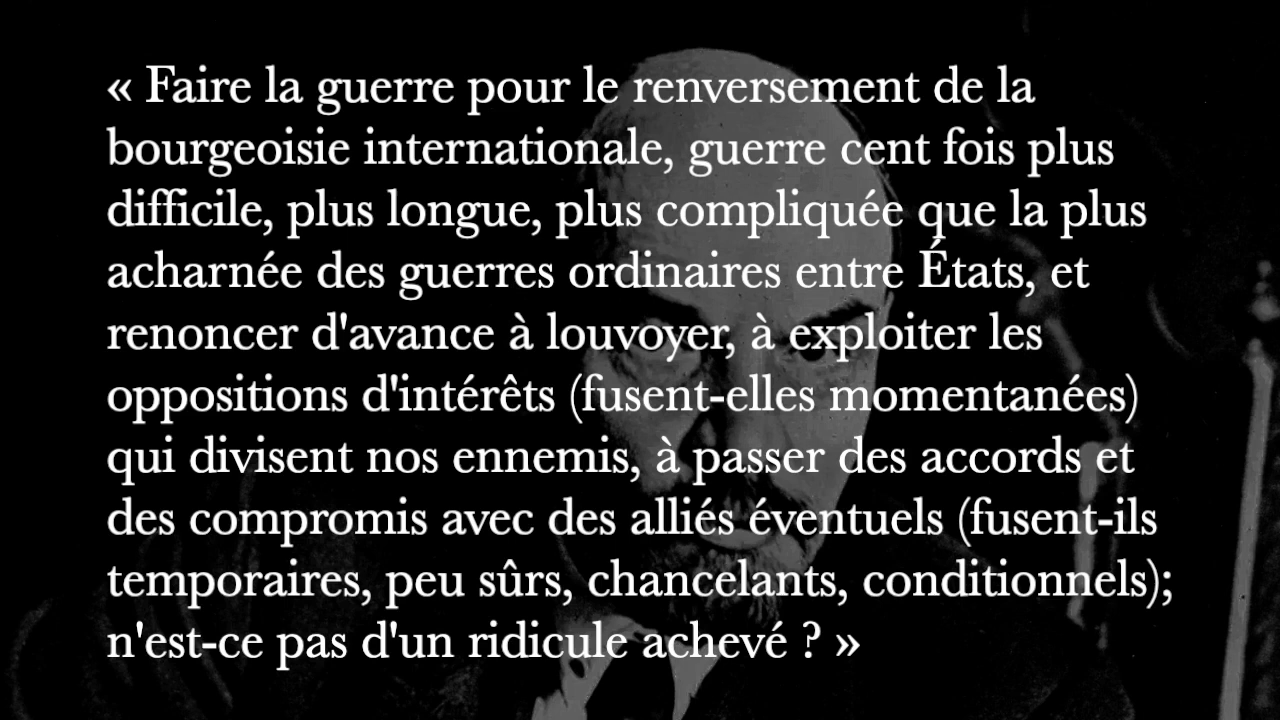 « Faire la guerre pour le renversement de la
bourgeoisie internationale, guerre cent fois plus
difficile, plus longue, plus compliquée que la plus
acharnée des guerres ordinaires entre États, et
renoncer d'avance à louvoyer, à exploiter les
oppositions d'intérêts (fusent-elles momentanées)
qui divisent nos ennemis, à passer des accords et
des compromis avec des alliés éventuels (fusent-ils
temporaires, peu sûrs, chancelants, conditionnels);
n'est-ce pas d'un ridicule achevé ? »